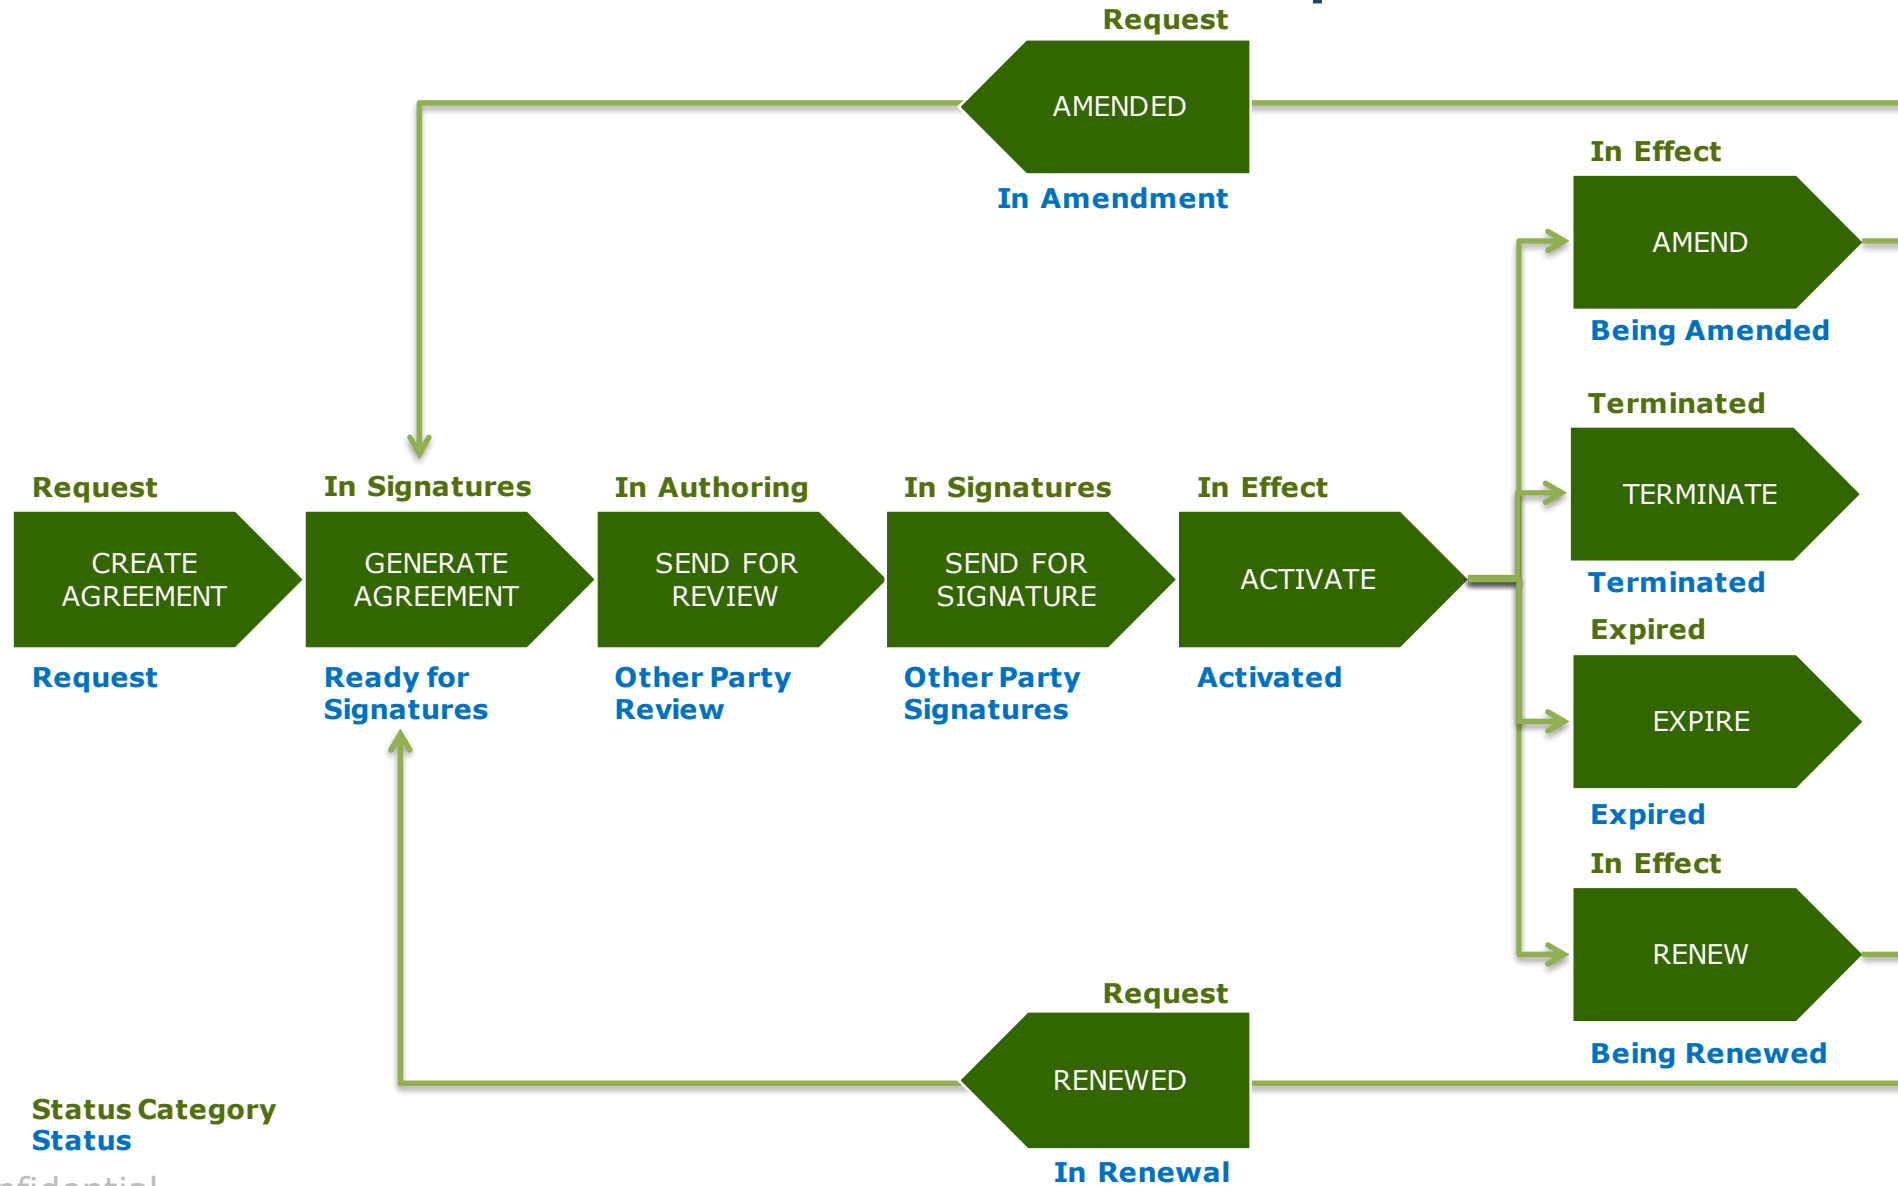 Request
AMENDED
In Amendment
In Effect
AMEND
Being Amended
Terminated
TERMINATE
Terminated
Request
CREATE
AGREEMENT
Request
In Signatures
GENERATE
AGREEMENT
Ready for
Signatures
In Authoring
SEND FOR
REVIEW
Other Party
Review
In Signatures
SEND FOR
SIGNATURE
Other Party
Signatures
In Effect
ACTIVATE
Activated
Expired
EXPIRE
Expired
In Effect
RENEW
Being Renewed
Request
RENEWED
In Renewal
Status Category
Status